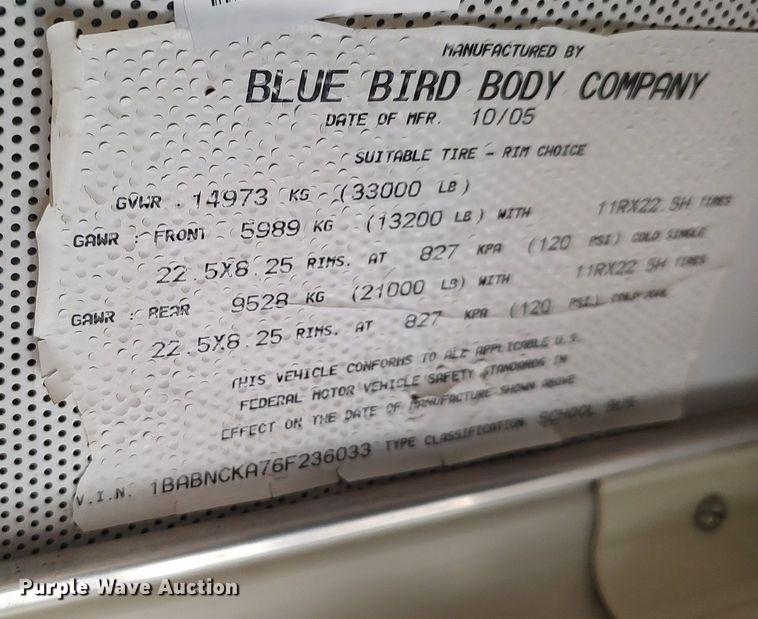 MANUFACTURED BY
BLUE BIRD BODY COMPANY
DATE OF MFR. 10/05
SUITABLE TIRE - RIM CHOICE
GVWR . 14973 KG (33000 LB)
GAWR : FRONT 5989 KG (13200 LB) WITH 11RX22.5H TIRES
22.5X8.25 RIMS. AT 827 KPA (120 PSI) COLD SINGLE
GAWR : REAR 9528 KG (21000 LB) WITH 11RX22.5H TIRES
22.5X8.25 RIMS. AT 827 KPA (120 PSI) COLD
THIS VEHICLE CONFORMS TO ALL APPLICABLE U.S.
FEDERAL MOTOR VEHICLE SAFETY STANDARDS IN
EFFECT ON THE DATE OF MANUFACTURE SHOWN ABOVE
V.I.N. 1BABNCKA76F236033 TYPE CLASSIFICATION SCHOOL BUS
Purple Wave Auction